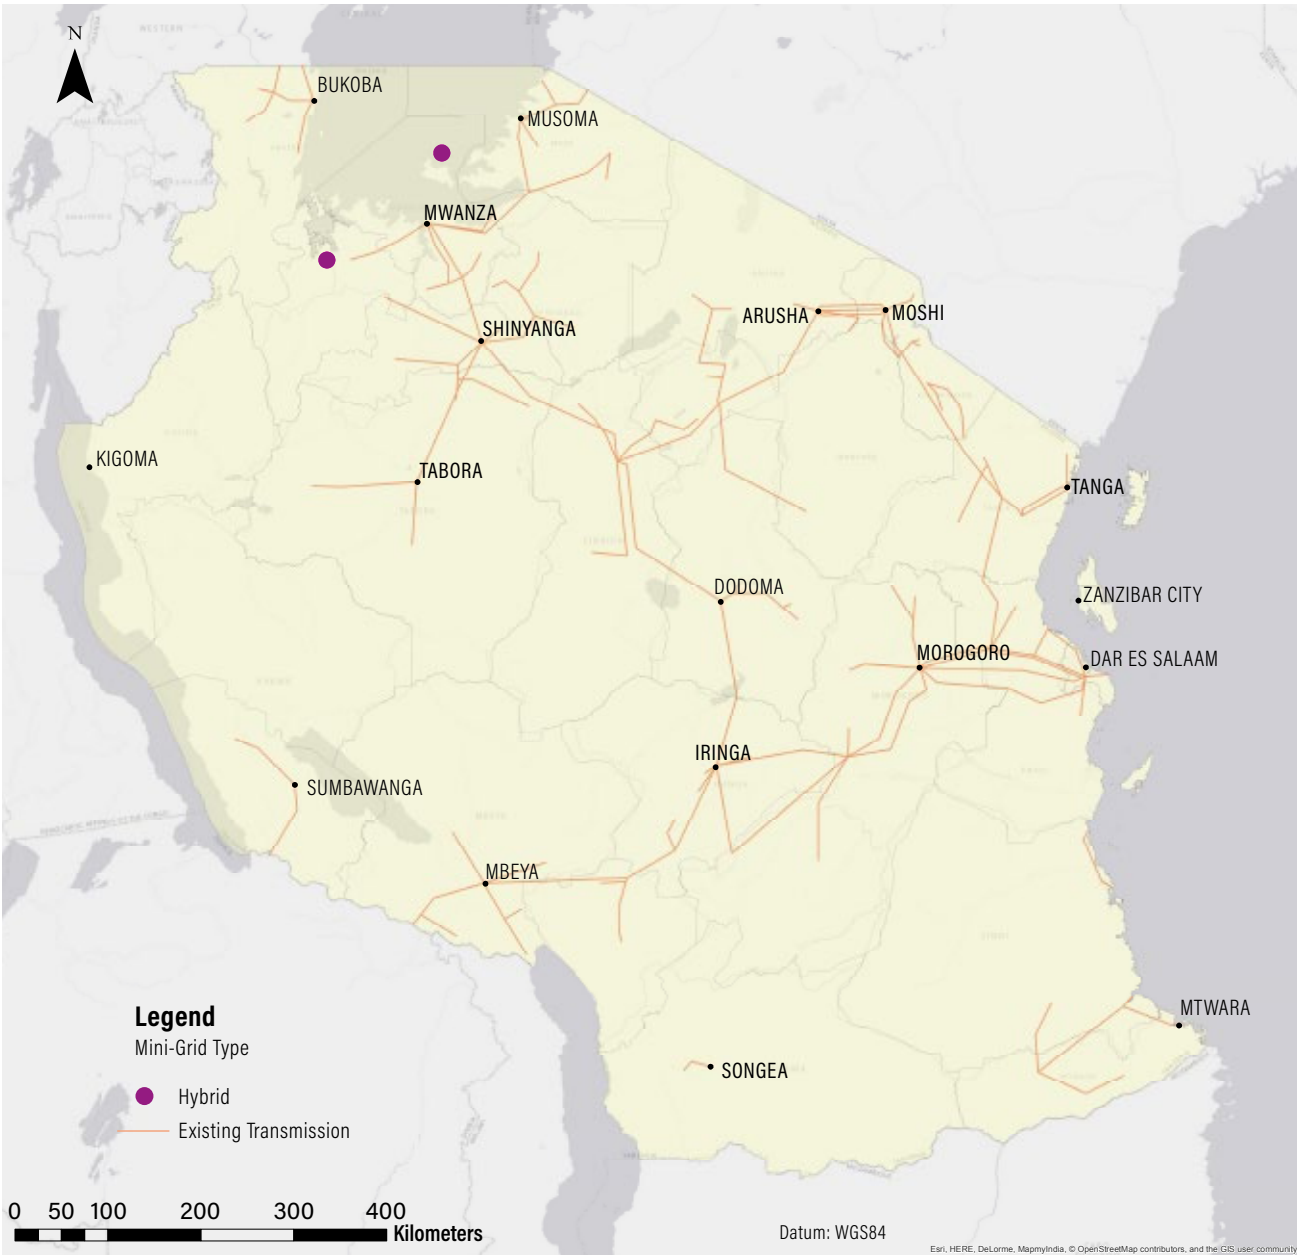 N
BUKOBA
MUSOMA
MWANZA
ARUSHA
MOSHI
SHINYANGA
KIGOMA
TABORA
TANGA
DODOMA
ZANZIBAR CITY
MOROGORO
DAR ES SALAAM
IRINGA
SUMBAWANGA
MBEYA
MTWARA
SONGEA
Legend
Mini-Grid Type
Hybrid
Existing Transmission
0 50 100 200 300 400
Kilometers
Datum: WGS84
Esri, HERE, DeLorme, MapmyIndia, © OpenStreetMap contributors, and the GIS user community